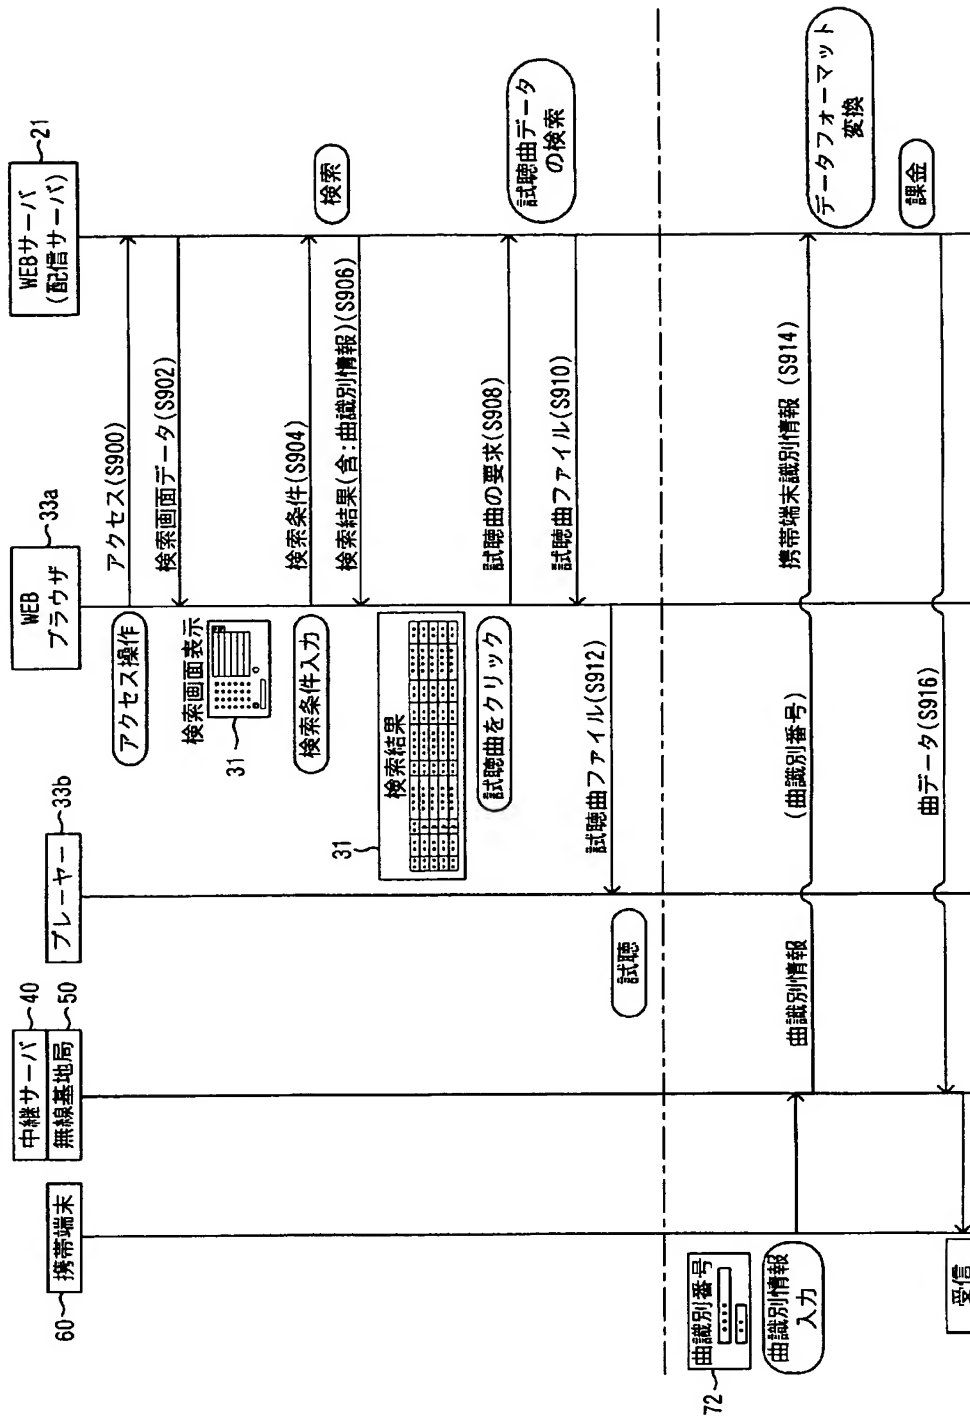 60
携帯端末
中継サーバ
40
無線基地局
50
プレーヤー
33b
WEB
ブラウザ
33a
WEBサーバ
(配信サーバ)
21
アクセス操作
アクセス(S900)
検索画面データ(S902)
検索画面表示
31
検索条件入力
検索条件(S904)
検索
検索結果(含:曲識別情報)(S906)
検索結果
31
試聴曲をクリック
試聴曲の要求(S908)
試聴曲データ
の検索
試聴曲ファイル(S910)
試聴曲ファイル(S912)
試聴
曲識別番号
72
曲識別情報
入力
曲識別情報
(曲識別番号)
携帯端末識別情報 (S914)
データフォーマット
変換
課金
曲データ(S916)
受信